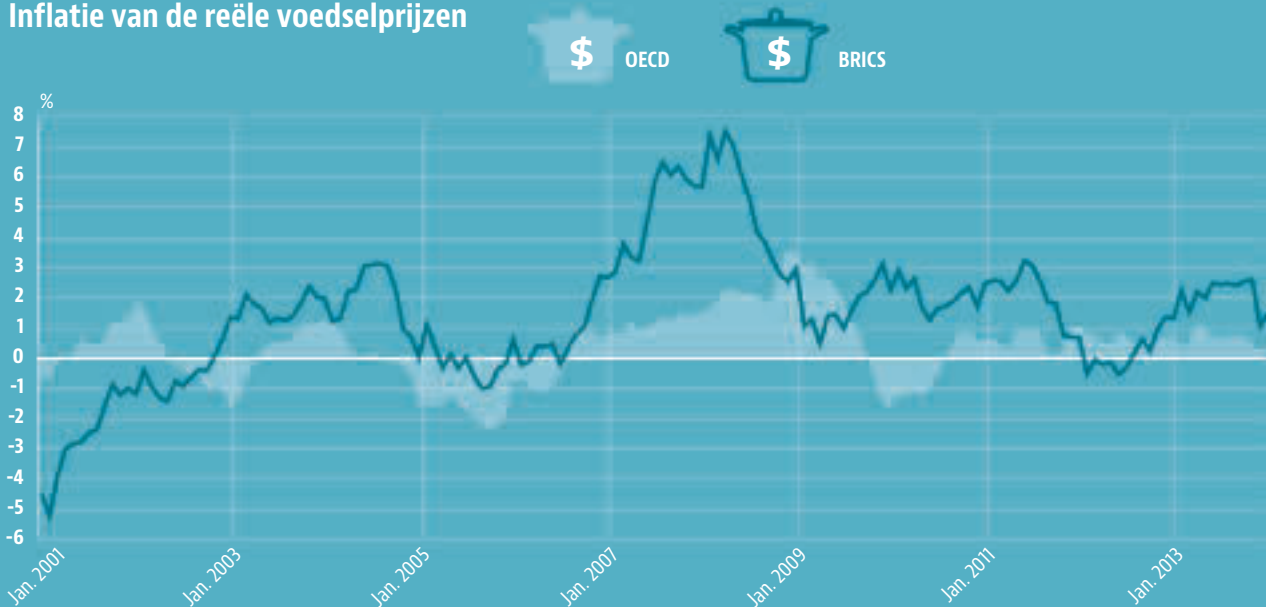 Inflatie van de reële voedselprijzen
$ OECD
$ BRICS
%
8
7
6
5
4
3
2
1
0
-1
-2
-3
-4
-5
-6
Jan. 2001
Jan. 2003
Jan. 2005
Jan. 2007
Jan. 2009
Jan. 2011
Jan. 2013